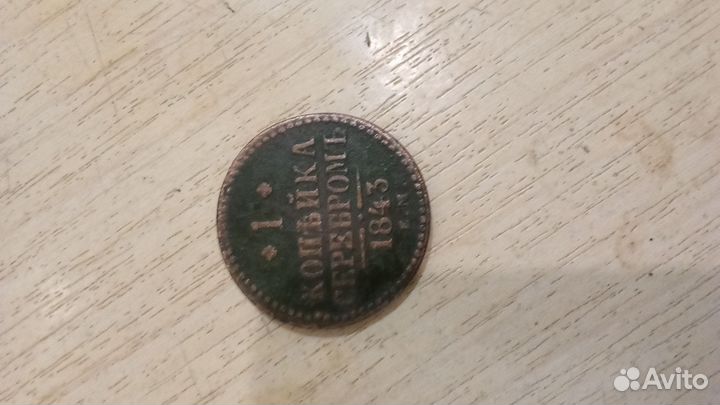 1
КОПѢЙКА
СЕРЕБРОМЪ
1843
Е.М.
Avito